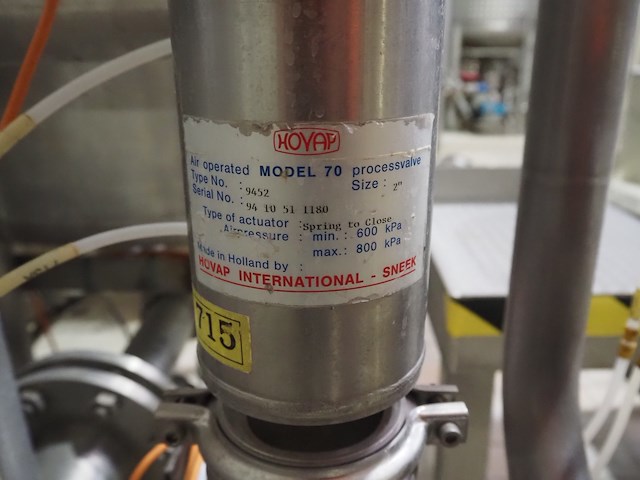 HOVAP
Air operated MODEL 70 processvalve
Type No. : 9452 Size : 2"
Serial No. : 94 10 51 1180
Type of actuator :Spring to Close
Airpressure : min. : 600 kPa
max. : 800 kPa
Made in Holland by :
HOVAP INTERNATIONAL - SNEEK
715